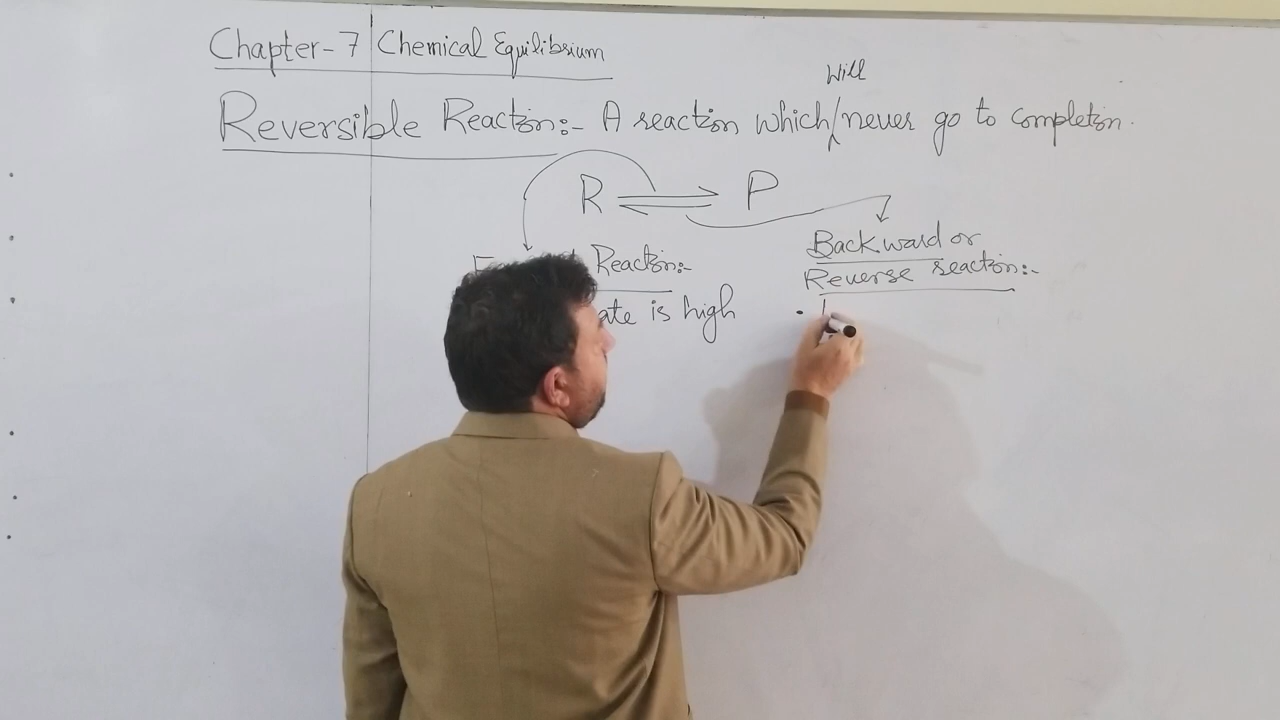 Chapter-7 Chemical Equilibrium
Will
Reversible Reaction:- A reaction which never go to completion.
R ⇌ P
Reaction:-
is high
Backward or
Reverse reaction:-